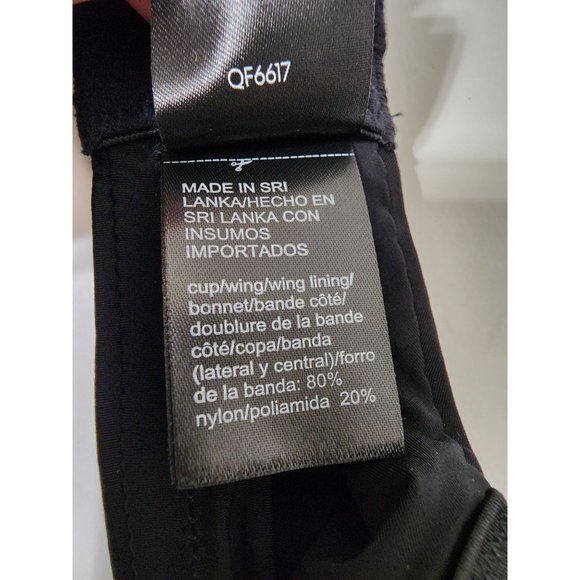 QF6617
MADE IN SRI
LANKA/HECHO EN
SRI LANKA CON
INSUMOS
IMPORTADOS
cup/wing/wing lining/
bonnet/bande côté/
doublure de la bande
côté/copa/banda
(lateral y central)/forro
de la banda: 80%
nylon/poliamida 20%